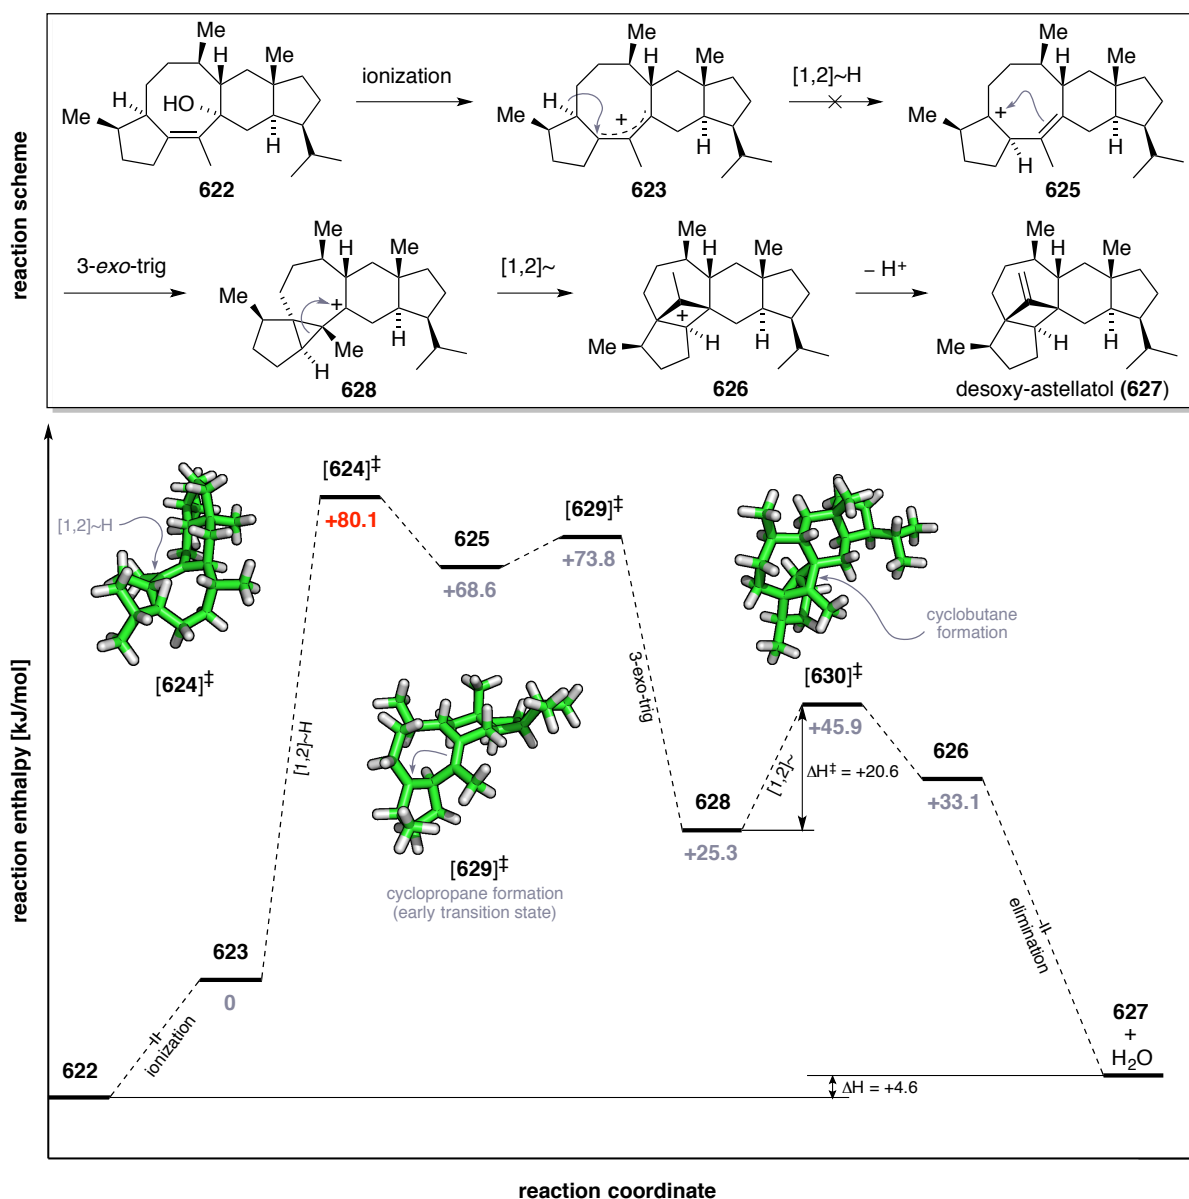 reaction scheme
Me
H
Me
H
HO
Me
H
622
ionization
Me
H
Me
H
Me
+
H
623
[1,2]~H
Me
H
Me
+
Me
H
H
625
3-exo-trig
Me
H
Me
Me
+
Me
H
H
628
[1,2]~
Me
H
Me
+
Me
H
H
626
– H⁺
Me
H
Me
Me
H
H
desoxy-astellatol (627)
reaction enthalpy [kJ/mol]
[1,2]~H
[624]‡
622
ionization
623
0
[1,2]~H
[624]‡
+80.1
625
+68.6
[629]‡
+73.8
3-exo-trig
[629]‡
cyclopropane formation
(early transition state)
628
+25.3
[1,2]~
ΔH‡ = +20.6
cyclobutane
formation
[630]‡
+45.9
626
+33.1
elimination
627
+
H₂O
ΔH = +4.6
reaction coordinate